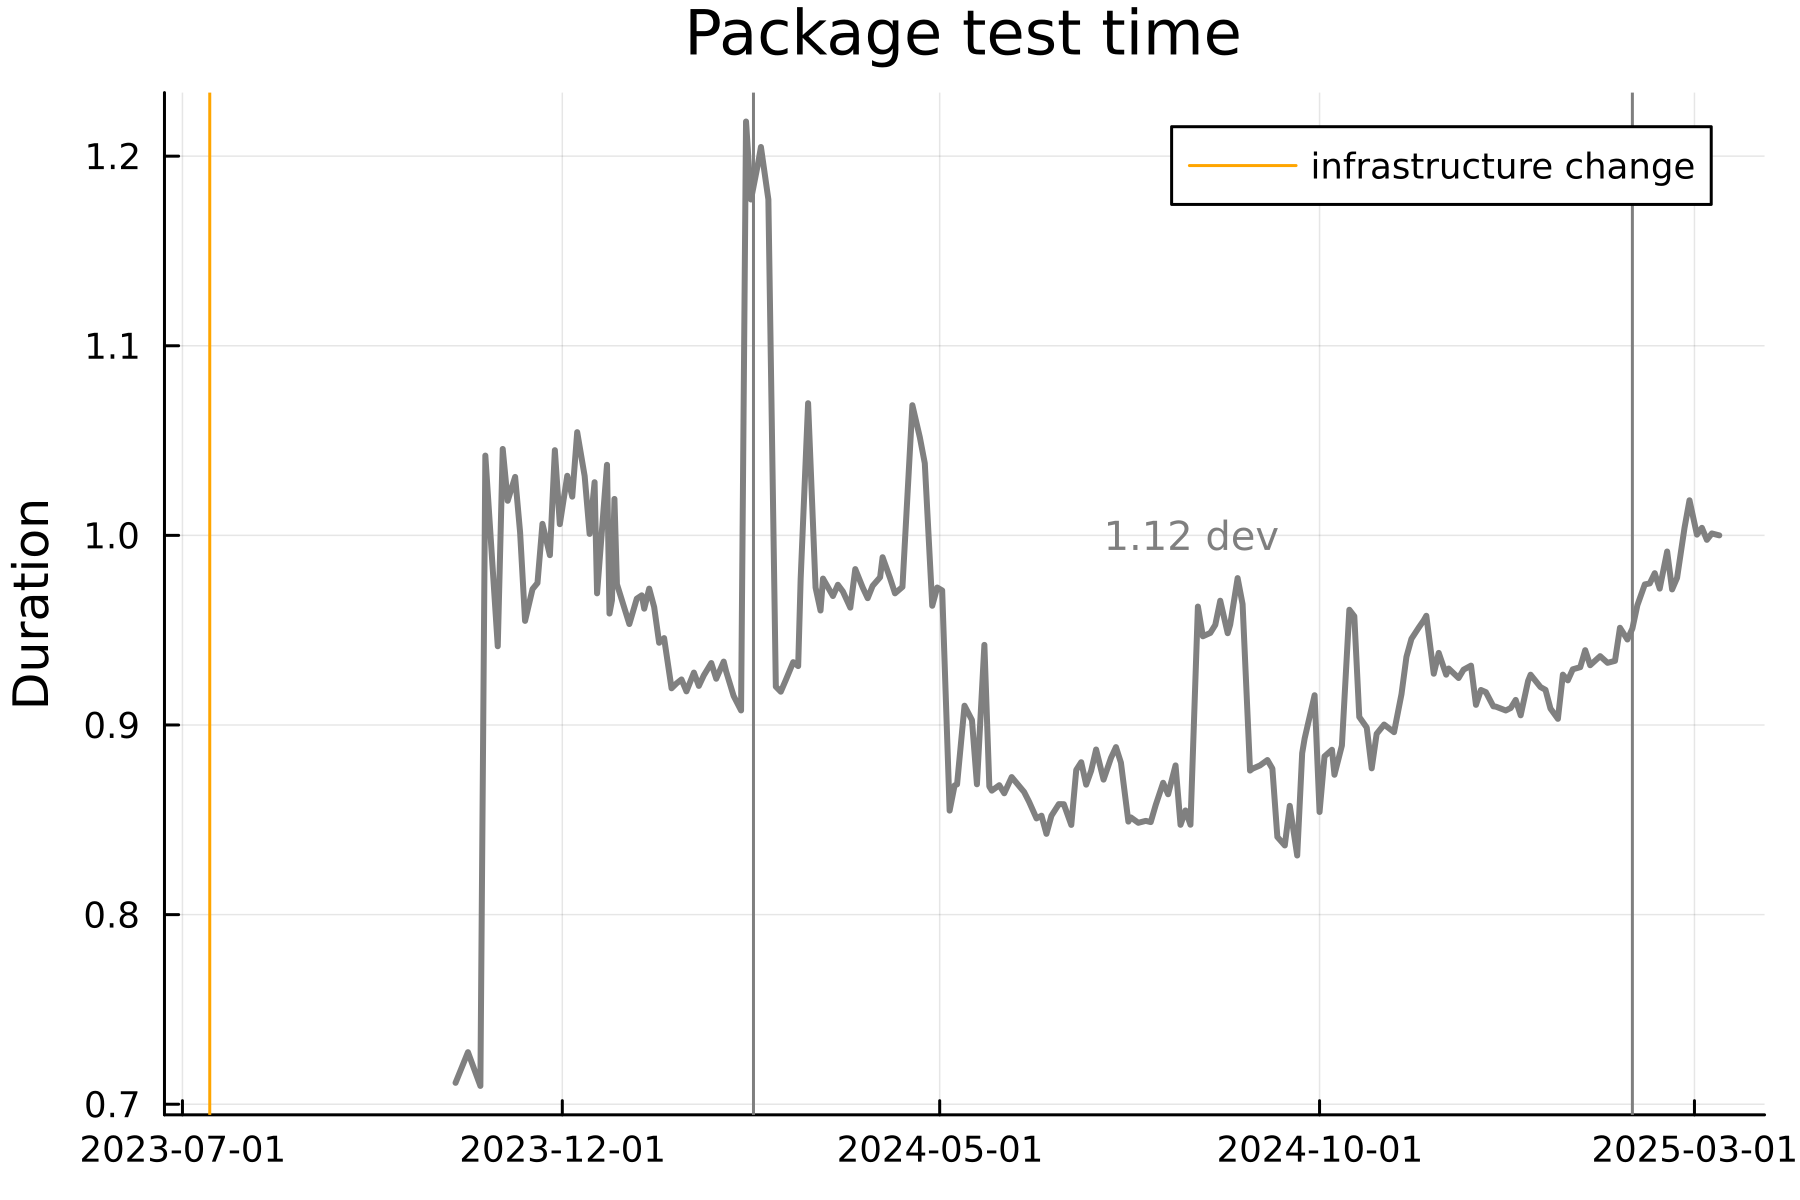 Package test time
infrastructure change
Duration
1.2
1.1
1.0
0.9
0.8
0.7
1.12 dev
2023-07-01
2023-12-01
2024-05-01
2024-10-01
2025-03-01